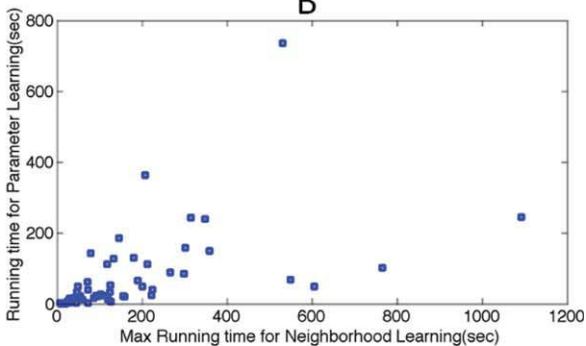 B
Running time for Parameter Learning(sec)
800
600
400
200
0
0 200 400 600 800 1000 1200
Max Running time for Neighborhood Learning(sec)